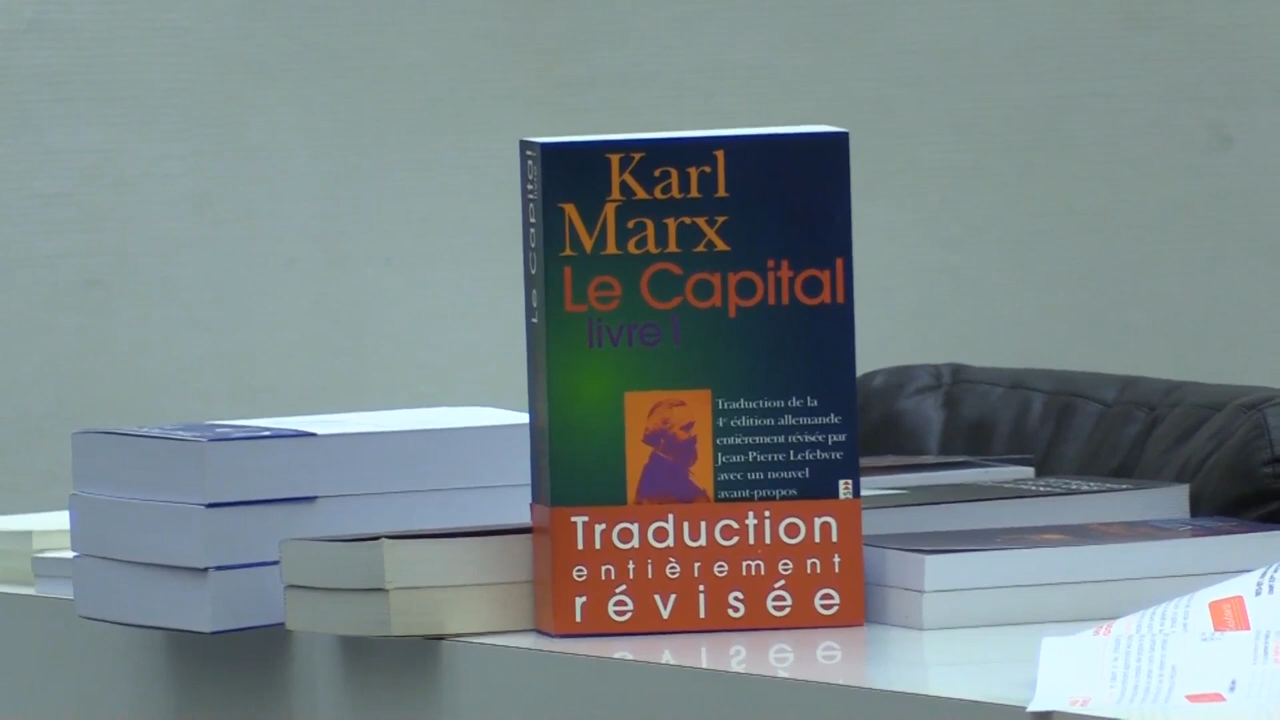 Le Capital livre I
Karl
Marx
Le Capital
livre I
Traduction de la
4e édition allemande
entièrement révisée par
Jean-Pierre Lefebvre
avec un nouvel
avant-propos
Traduction
entièrement
révisée